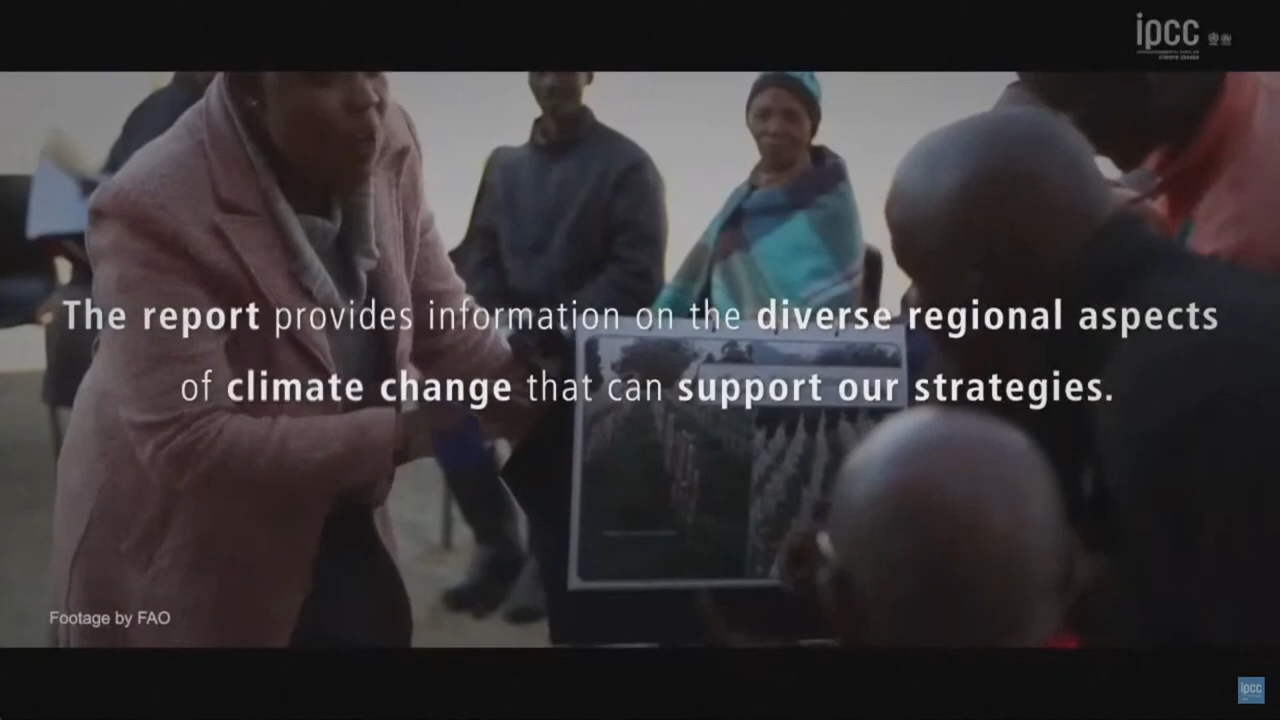 ipcc
The report provides information on the diverse regional aspects
of climate change that can support our strategies.
Footage by FAO
ipcc